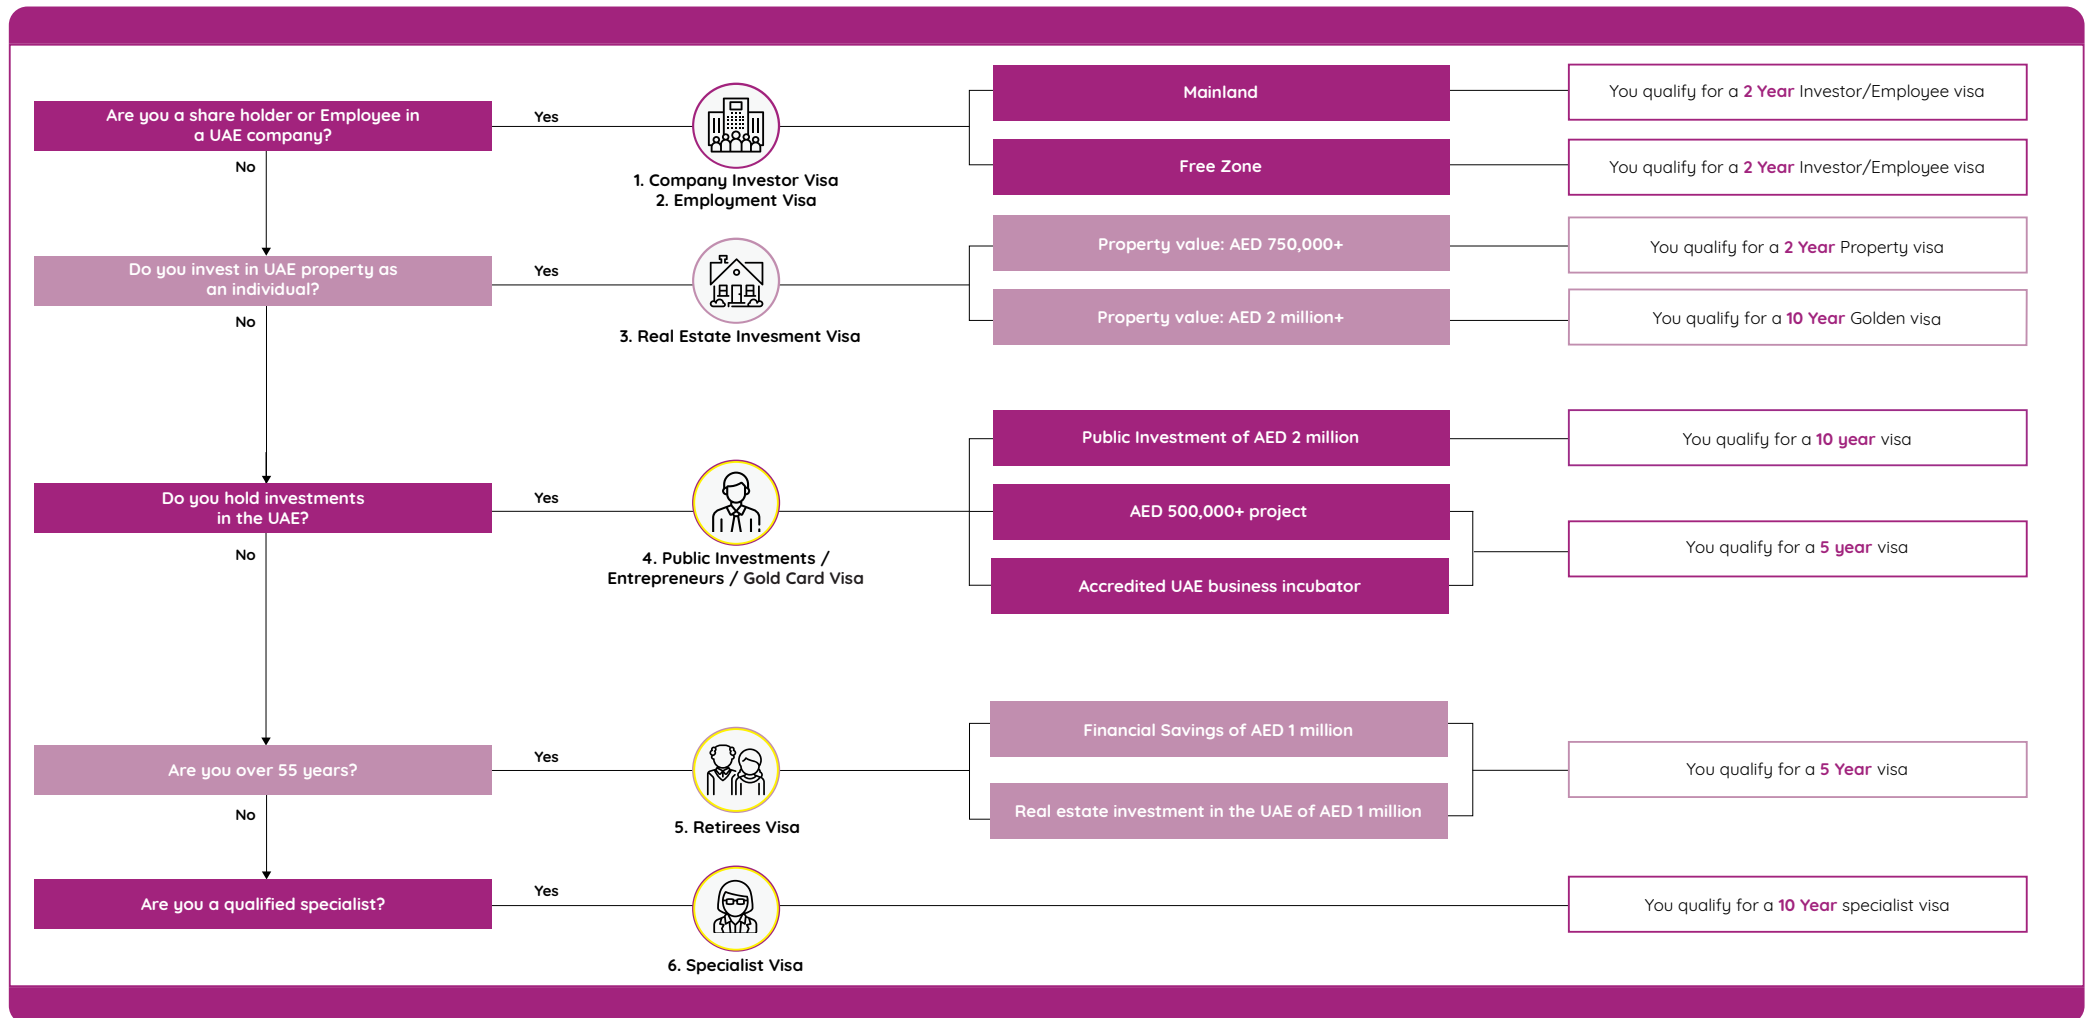 Are you a share holder or Employee in
a UAE company?
Yes
No
1. Company Investor Visa
2. Employment Visa
Mainland
You qualify for a 2 Year Investor/Employee visa
Free Zone
You qualify for a 2 Year Investor/Employee visa
Do you invest in UAE property as
an individual?
Yes
No
3. Real Estate Invesment Visa
Property value: AED 750,000+
You qualify for a 2 Year Property visa
Property value: AED 2 million+
You qualify for a 10 Year Golden visa
Do you hold investments
in the UAE?
Yes
No
4. Public Investments /
Entrepreneurs / Gold Card Visa
Public Investment of AED 2 million
You qualify for a 10 year visa
AED 500,000+ project
Accredited UAE business incubator
You qualify for a 5 year visa
Are you over 55 years?
Yes
No
5. Retirees Visa
Financial Savings of AED 1 million
Real estate investment in the UAE of AED 1 million
You qualify for a 5 Year visa
Are you a qualified specialist?
Yes
6. Specialist Visa
You qualify for a 10 Year specialist visa